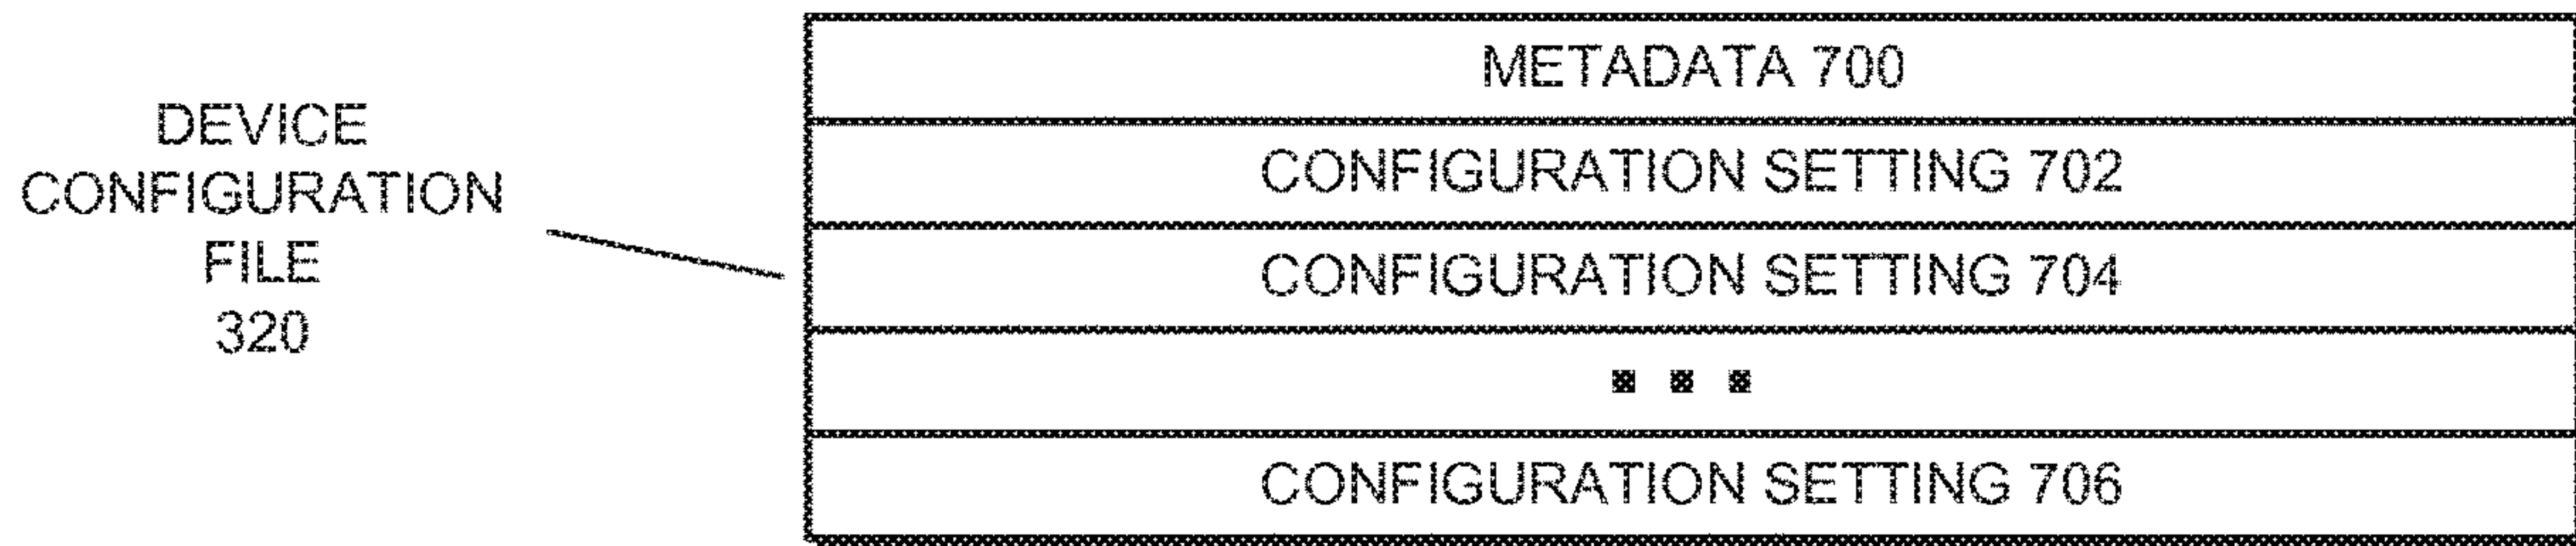 DEVICE
CONFIGURATION
FILE
320
METADATA 700
CONFIGURATION SETTING 702
CONFIGURATION SETTING 704
▪ ▪ ▪
CONFIGURATION SETTING 706